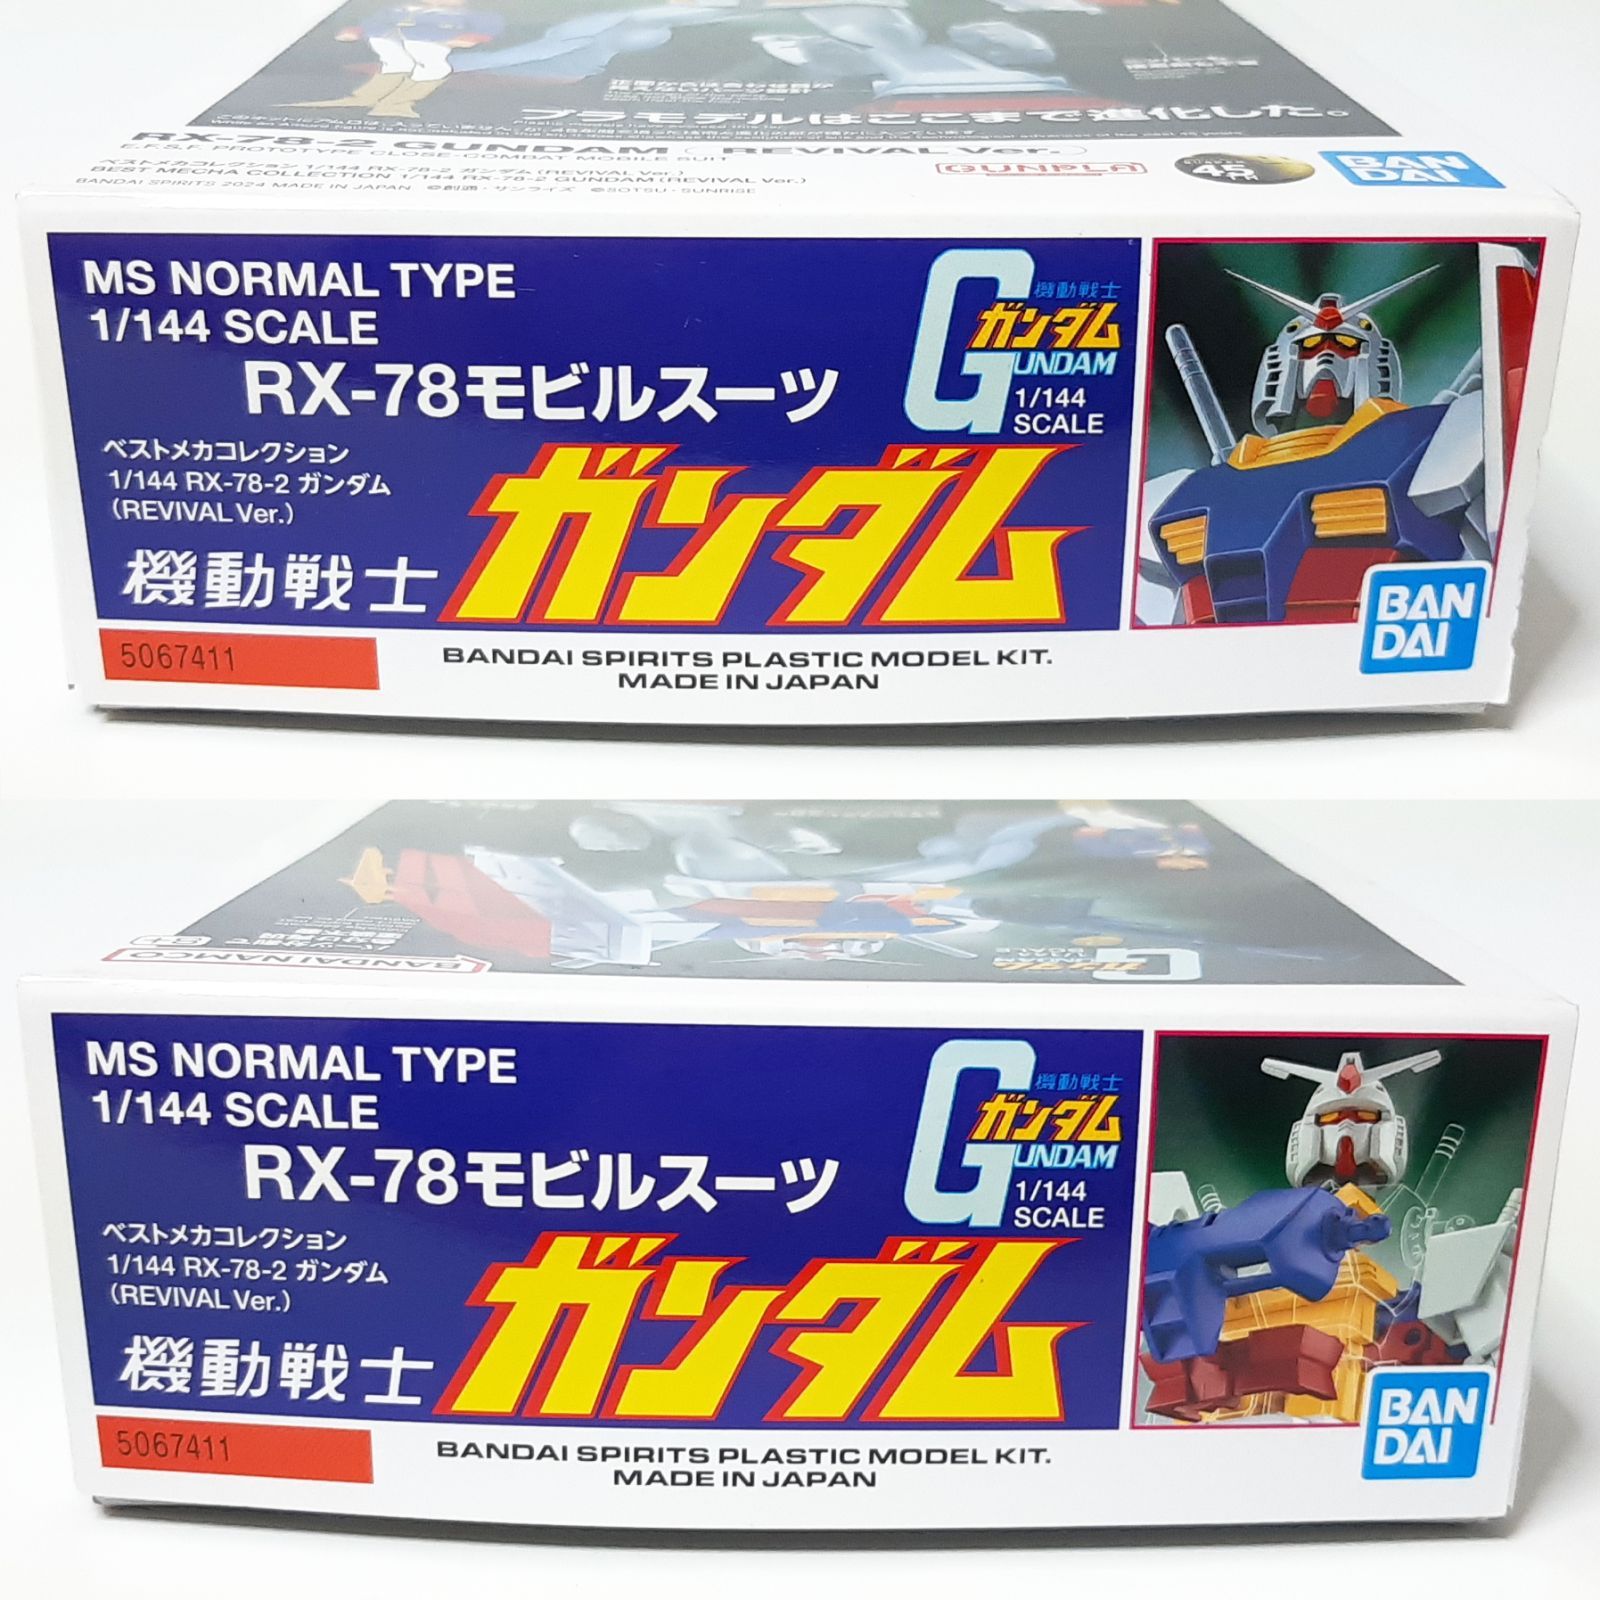 プラモデルはここまで進化した。
RX-78-2 GUNDAM (REVIVAL Ver.)
E.F.S.F. PROTOTYPE CLOSE-COMBAT MOBILE SUIT
ベストメカコレクション 1/144 RX-78-2 ガンダム (REVIVAL Ver.)
BEST MECHA COLLECTION 1/144 RX-78-2 GUNDAM (REVIVAL Ver.)
BANDAI SPIRITS 2024 MADE IN JAPAN ©創通・サンライズ ©SOTSU・SUNRISE
GUNPLA
45TH
BANDAI
MS NORMAL TYPE
1/144 SCALE
RX-78モビルスーツ
ベストメカコレクション
1/144 RX-78-2 ガンダム
(REVIVAL Ver.)
機動戦士
ガンダム
機動戦士
ガンダム
GUNDAM
1/144
SCALE
BAN
DAI
5067411
BANDAI SPIRITS PLASTIC MODEL KIT.
MADE IN JAPAN
BANDAI NAMCO
MS NORMAL TYPE
1/144 SCALE
RX-78モビルスーツ
ベストメカコレクション
1/144 RX-78-2 ガンダム
(REVIVAL Ver.)
機動戦士
ガンダム
機動戦士
ガンダム
GUNDAM
1/144
SCALE
BAN
DAI
5067411
BANDAI SPIRITS PLASTIC MODEL KIT.
MADE IN JAPAN